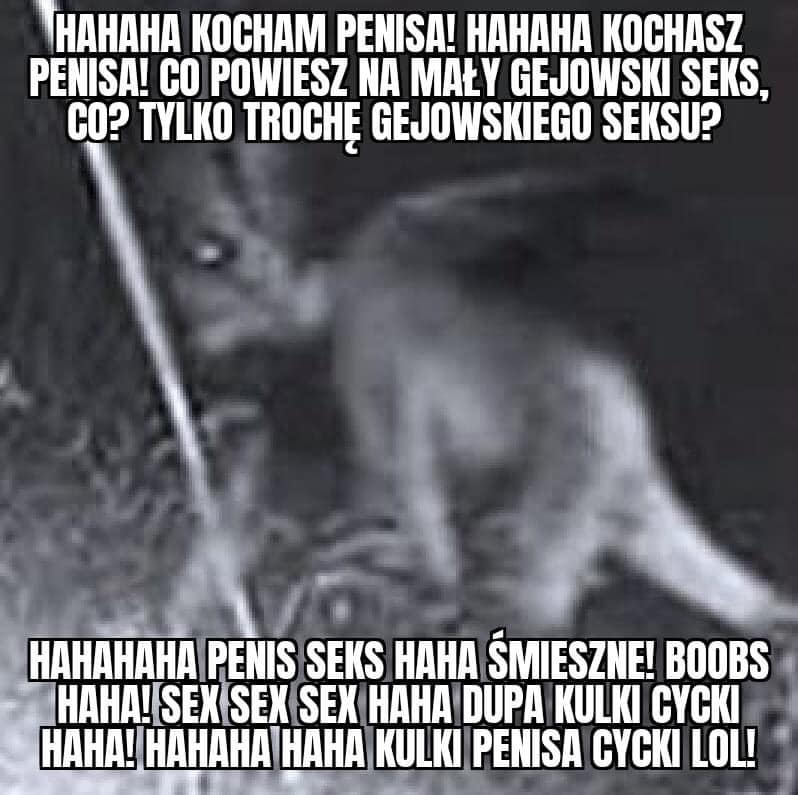 HAHAHA KOCHAM PENISA! HAHAHA KOCHASZ
PENISA! CO POWIESZ NA MAŁY GEJOWSKI SEKS,
CO? TYLKO TROCHĘ GEJOWSKIEGO SEKSU?
HAHAHAHA PENIS SEKS HAHA ŚMIESZNE! BOOBS
HAHA! SEX SEX SEX HAHA DUPA KULKI CYCKI
HAHA! HAHAHA HAHA KULKI PENISA CYCKI LOL!